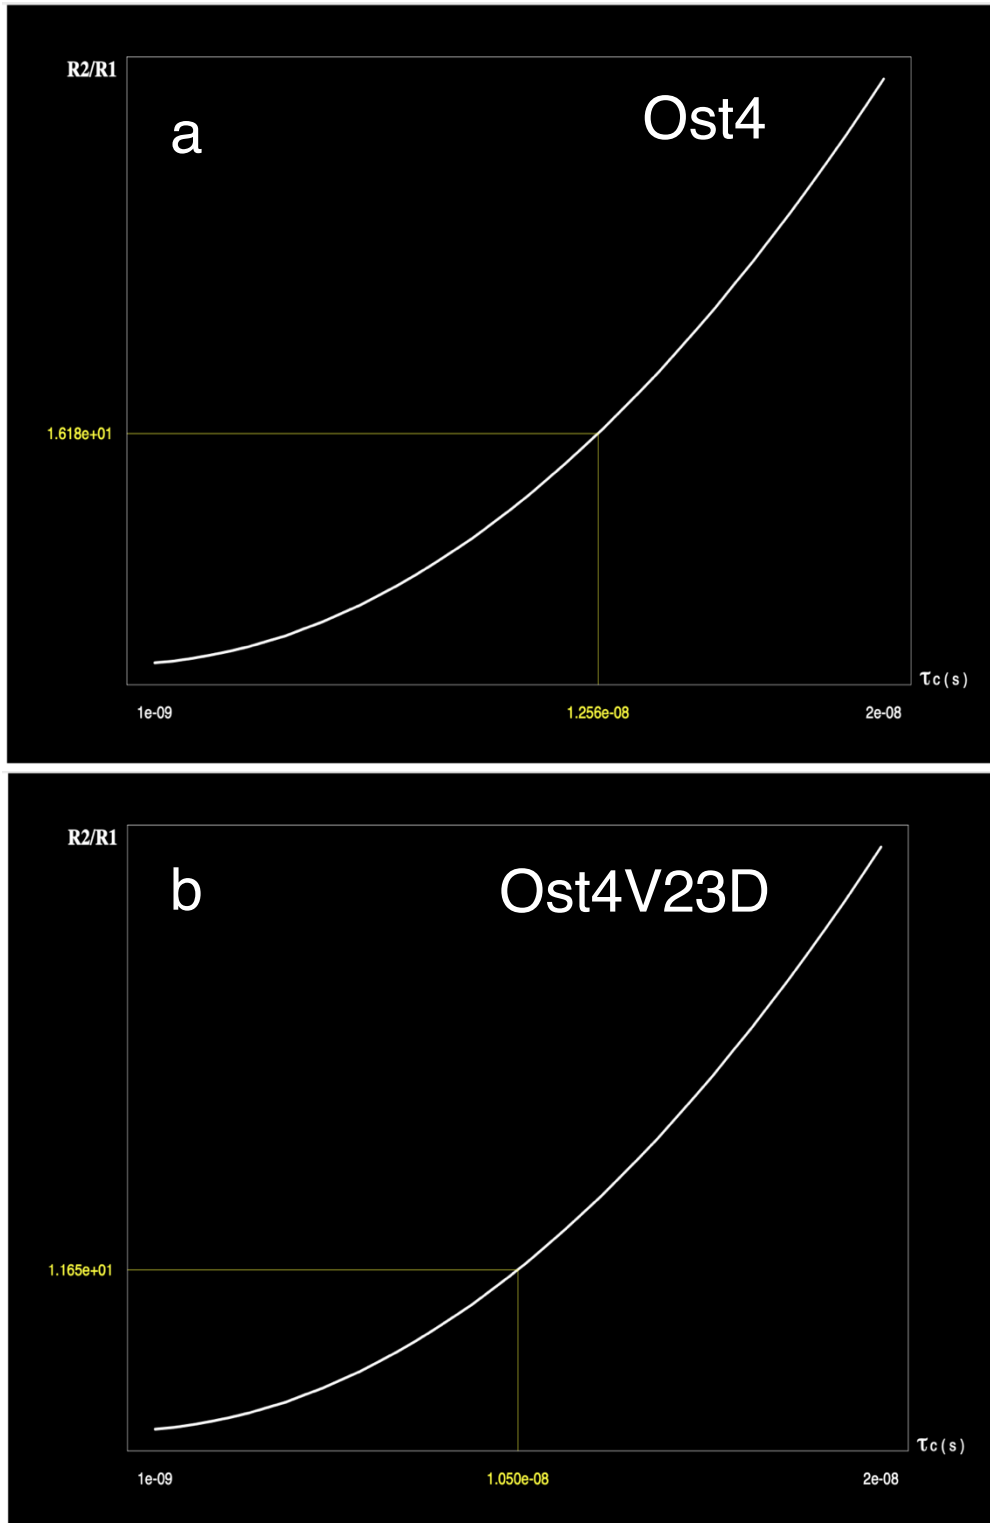 R2/R1
a
Ost4
1.618e+01
τc(s)
1e-09
1.256e-08
2e-08
R2/R1
b
Ost4V23D
1.165e+01
τc(s)
1e-09
1.050e-08
2e-08